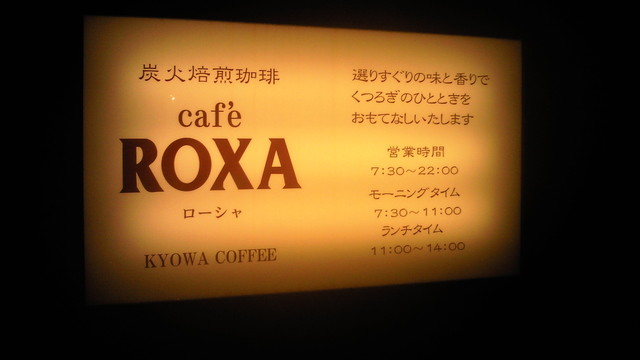 炭火焙煎珈琲
caf'e
ROXA
ローシャ
KYOWA COFFEE
選りすぐりの味と香りで
くつろぎのひとときを
おもてなしいたします
営業時間
7:30〜22:00
モーニングタイム
7:30〜11:00
ランチタイム
11:00〜14:00